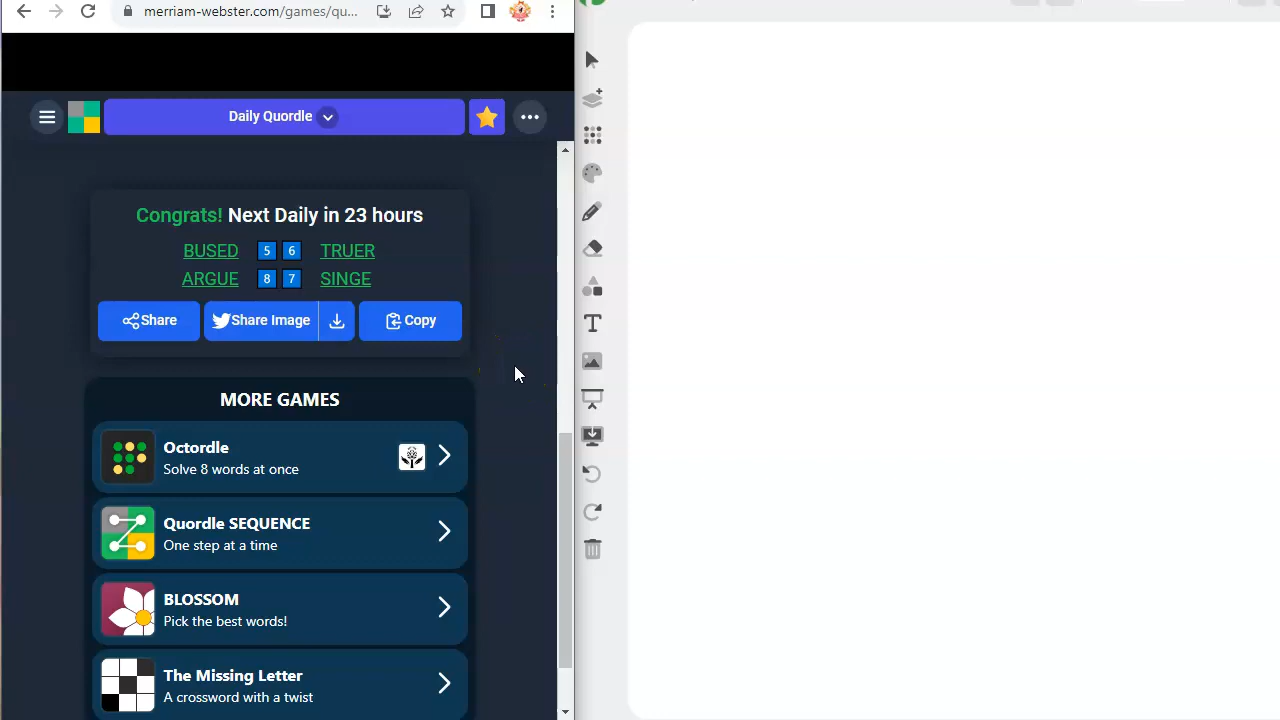 merriam-webster.com/games/qu...
Daily Quordle
Congrats! Next Daily in 23 hours
BUSED 5 6 TRUER
ARGUE 8 7 SINGE
Share Share Image Copy
MORE GAMES
Octordle
Solve 8 words at once
Quordle SEQUENCE
One step at a time
BLOSSOM
Pick the best words!
The Missing Letter
A crossword with a twist
T